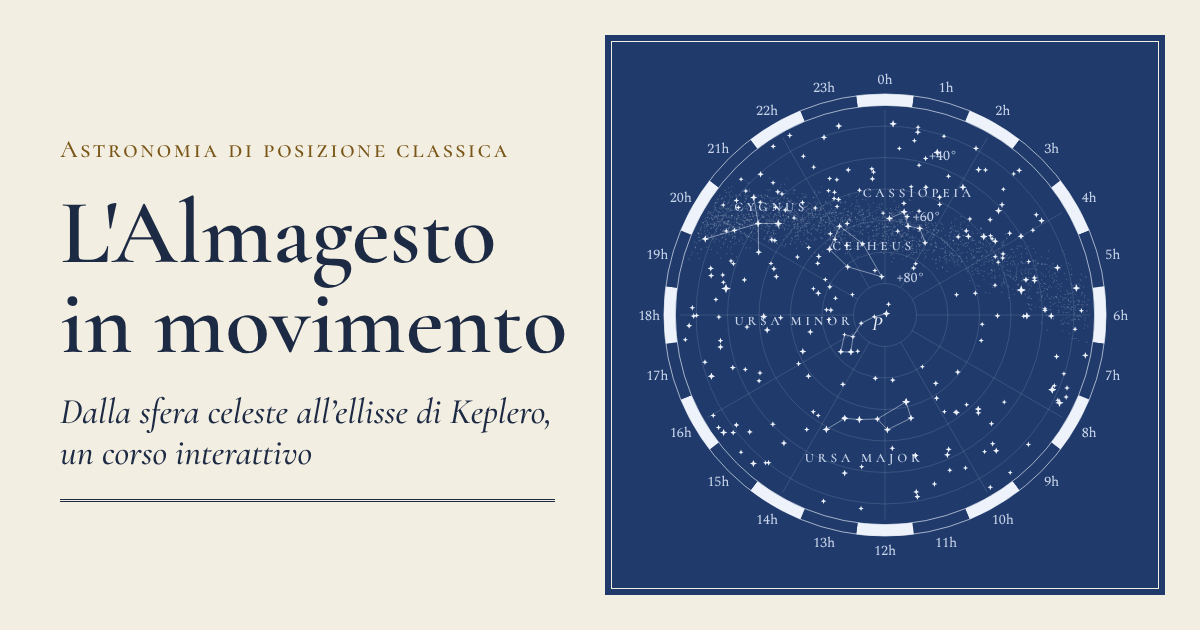 Astronomia di posizione classica
L'Almagesto
in movimento
Dalla sfera celeste all’ellisse di Keplero,
un corso interattivo
0h
23h
1h
22h
2h
21h
3h
+40°
20h
4h
CASSIOPEIA
CYGNUS
+60°
CEPHEUS
19h
5h
+80°
18h
URSA MINOR
P
6h
17h
7h
16h
8h
URSA MAJOR
15h
9h
14h
10h
13h
11h
12h